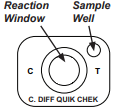 Reaction Sample
Window Well
C T
C. DIFF QUIK CHEK